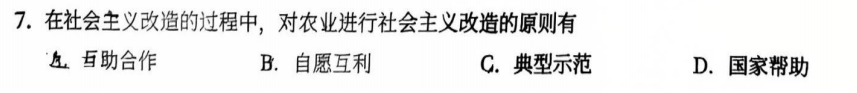 7. 在社会主义改造的过程中，对农业进行社会主义改造的原则有
A. 互助合作 B. 自愿互利 C. 典型示范 D. 国家帮助